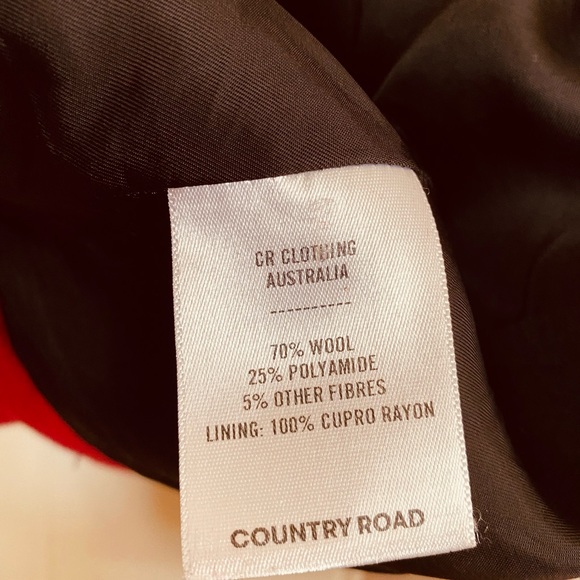 CR CLOTHING
AUSTRALIA
-----------
70% WOOL
25% POLYAMIDE
5% OTHER FIBRES
LINING: 100% CUPRO RAYON
COUNTRY ROAD